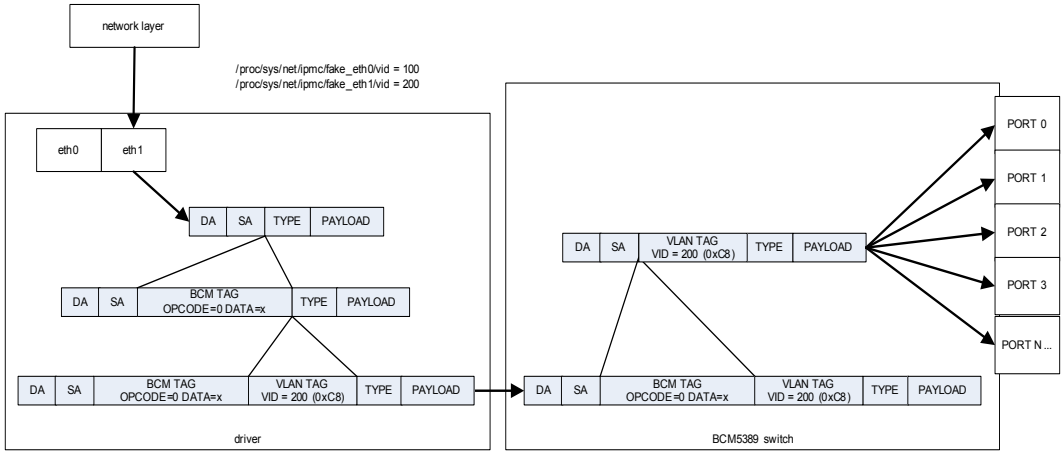 network layer
/proc/sys/net/ipmc/fake_eth0/vid = 100
/proc/sys/net/ipmc/fake_eth1/vid = 200
eth0 eth1
DA SA TYPE PAYLOAD
DA SA BCM TAG TYPE PAYLOAD
OPCODE=0 DATA=x
DA SA BCM TAG VLAN TAG TYPE PAYLOAD
OPCODE=0 DATA=x VID = 200 (0xC8)
driver
DA SA VLAN TAG TYPE PAYLOAD
VID = 200 (0xC8)
DA SA BCM TAG VLAN TAG TYPE PAYLOAD
OPCODE=0 DATA=x VID = 200 (0xC8)
BCM5389 switch
PORT 0
PORT 1
PORT 2
PORT 3
PORT N ...